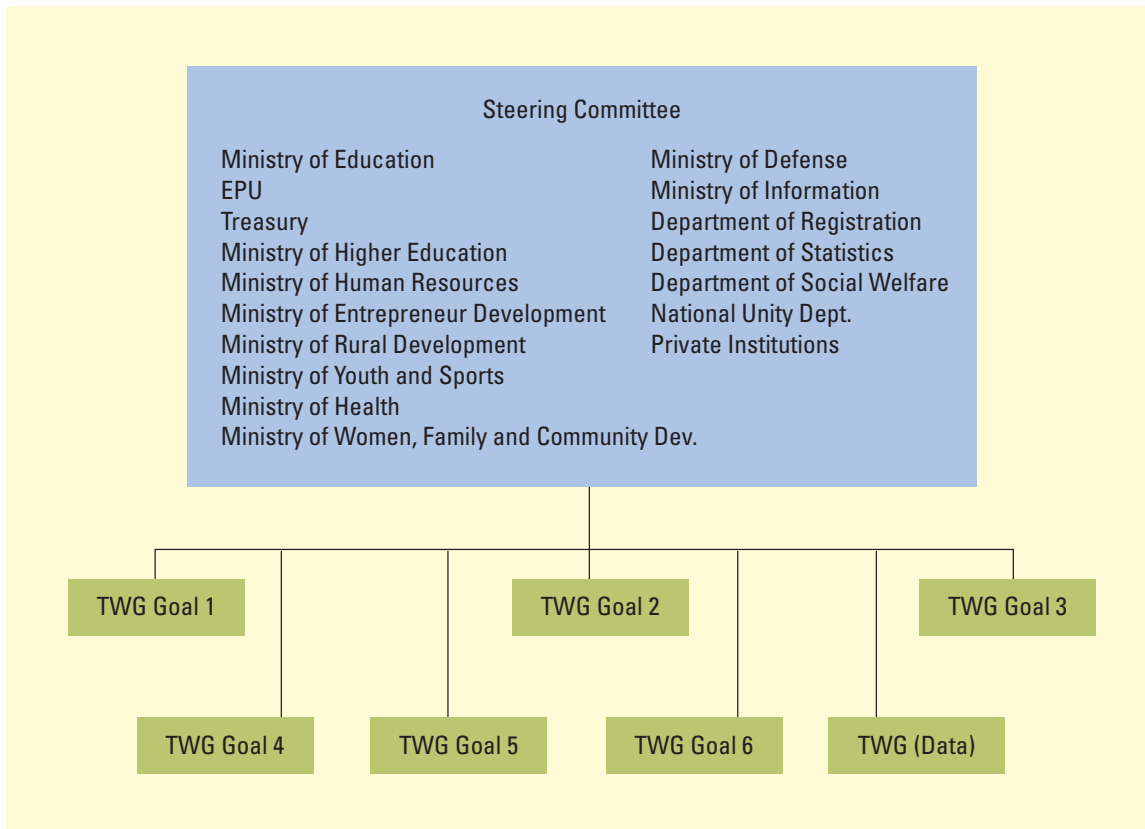 Steering Committee
Ministry of Education
EPU
Treasury
Ministry of Higher Education
Ministry of Human Resources
Ministry of Entrepreneur Development
Ministry of Rural Development
Ministry of Youth and Sports
Ministry of Health
Ministry of Women, Family and Community Dev.
Ministry of Defense
Ministry of Information
Department of Registration
Department of Statistics
Department of Social Welfare
National Unity Dept.
Private Institutions
TWG Goal 1
TWG Goal 2
TWG Goal 3
TWG Goal 4
TWG Goal 5
TWG Goal 6
TWG (Data)